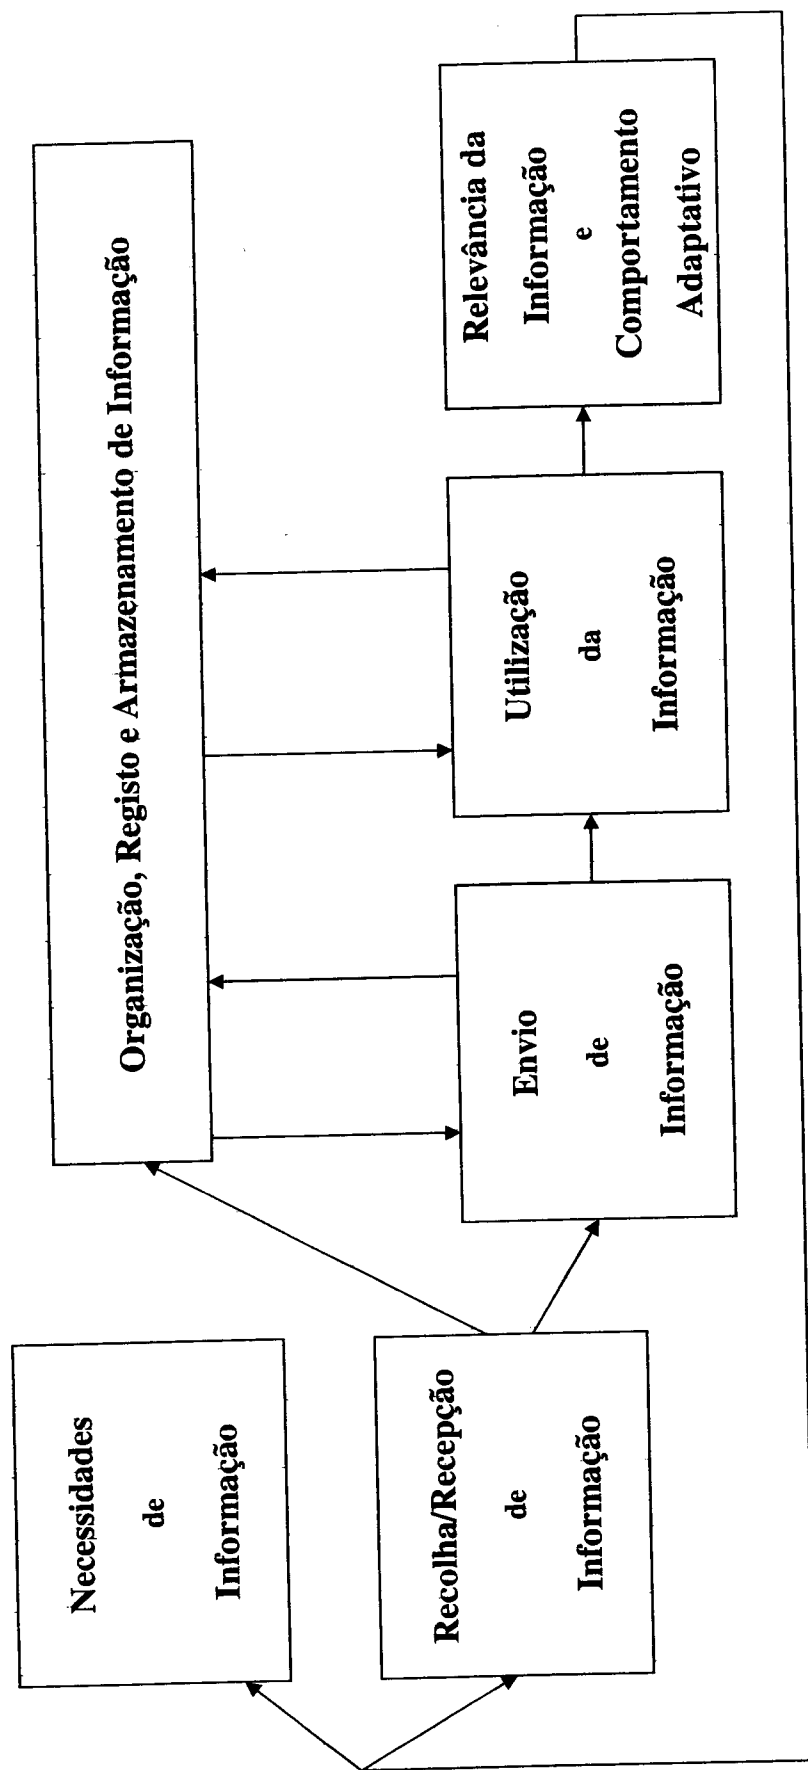 Necessidades
de
Informação
Recolha/Recepção
de
Informação
Organização, Registo e Armazenamento de Informação
Envio
de
Informação
Utilização
da
Informação
Relevância da
Informação
e
Comportamento
Adaptativo